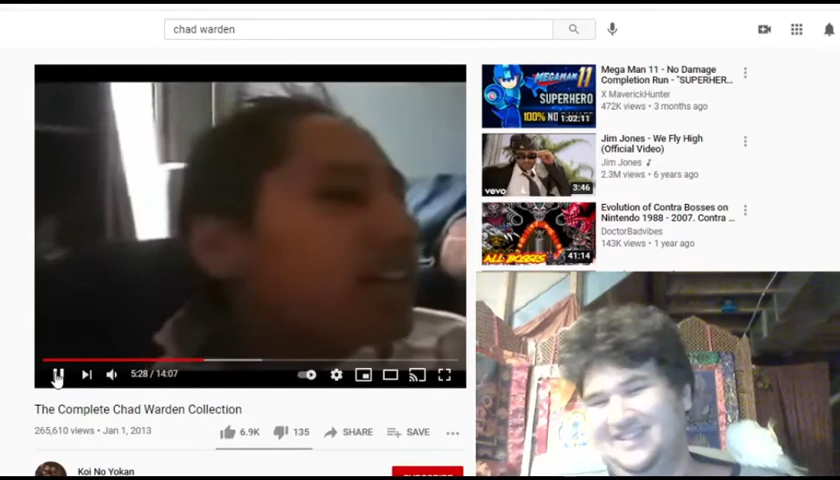 chad warden
5:28 / 14:07
The Complete Chad Warden Collection
265,610 views • Jan 1, 2013
6.9K
135
SHARE
SAVE
Koi No Yokan
MEGAMAN 11
SUPERHERO
100% NO
1:02:11
Mega Man 11 - No Damage
Completion Run - "SUPERHER...
X MaverickHunter
472K views • 3 months ago
vevo
3:46
Jim Jones - We Fly High
(Official Video)
Jim Jones
2.3M views • 6 years ago
ALL BOSSES
41:14
Evolution of Contra Bosses on
Nintendo 1988 - 2007. Contra ...
DoctorBadvibes
143K views • 1 year ago